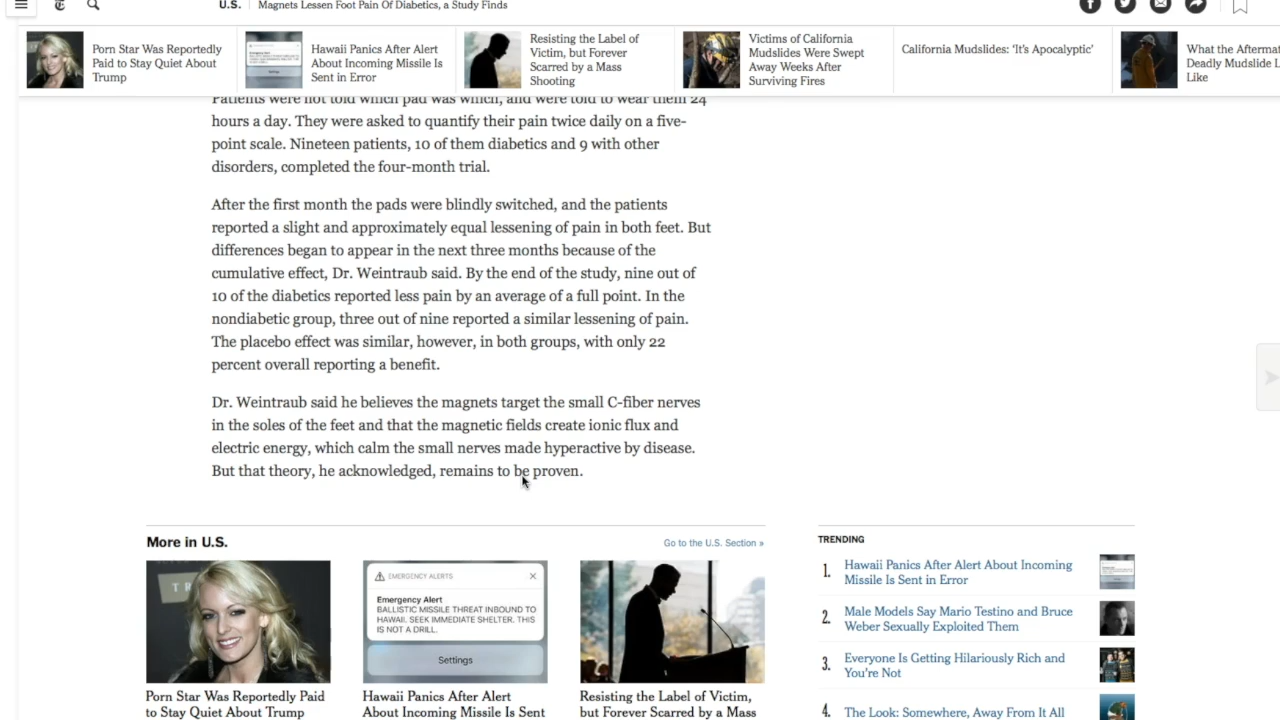 U.S. Magnets Lessen Foot Pain Of Diabetics, a Study Finds
Porn Star Was Reportedly
Paid to Stay Quiet About
Trump
Hawaii Panics After Alert
About Incoming Missile Is
Sent in Error
Resisting the Label of
Victim, but Forever
Scarred by a Mass
Shooting
Victims of California
Mudslides Were Swept
Away Weeks After
Surviving Fires
California Mudslides: ‘It’s Apocalyptic’
What the Afterma
Deadly Mudslide L
Like
Patients were not told which pad was which, and were told to wear them 24
hours a day. They were asked to quantify their pain twice daily on a five-
point scale. Nineteen patients, 10 of them diabetics and 9 with other
disorders, completed the four-month trial.
After the first month the pads were blindly switched, and the patients
reported a slight and approximately equal lessening of pain in both feet. But
differences began to appear in the next three months because of the
cumulative effect, Dr. Weintraub said. By the end of the study, nine out of
10 of the diabetics reported less pain by an average of a full point. In the
nondiabetic group, three out of nine reported a similar lessening of pain.
The placebo effect was similar, however, in both groups, with only 22
percent overall reporting a benefit.
Dr. Weintraub said he believes the magnets target the small C-fiber nerves
in the soles of the feet and that the magnetic fields create ionic flux and
electric energy, which calm the small nerves made hyperactive by disease.
But that theory, he acknowledged, remains to be proven.
More in U.S.
Go to the U.S. Section »
TR
EMERGENCY ALERTS
Emergency Alert
BALLISTIC MISSILE THREAT INBOUND TO
HAWAII. SEEK IMMEDIATE SHELTER. THIS
IS NOT A DRILL.
Settings
Porn Star Was Reportedly Paid
to Stay Quiet About Trump
Hawaii Panics After Alert
About Incoming Missile Is Sent
Resisting the Label of Victim,
but Forever Scarred by a Mass
TRENDING
1. Hawaii Panics After Alert About Incoming
Missile Is Sent in Error
2. Male Models Say Mario Testino and Bruce
Weber Sexually Exploited Them
3. Everyone Is Getting Hilariously Rich and
You’re Not
4. The Look: Somewhere, Away From It All